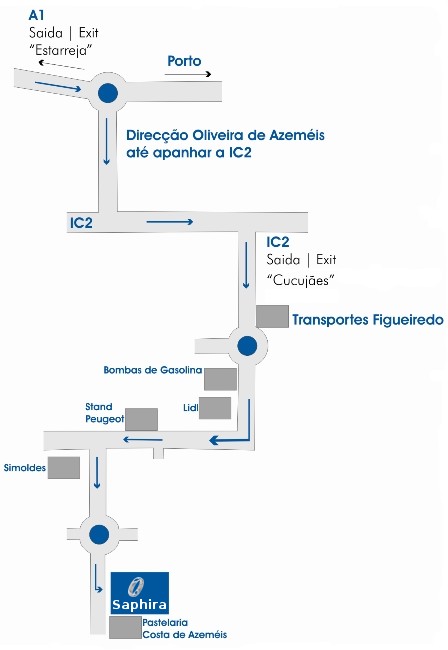 A1
Saida | Exit
"Estarreja"
Porto
Direcção Oliveira de Azeméis
até apanhar a IC2
IC2
IC2
Saida | Exit
"Cucujães"
Transportes Figueiredo
Bombas de Gasolina
Lidl
Stand
Peugeot
Simoldes
Saphira
Pastelaria
Costa de Azeméis